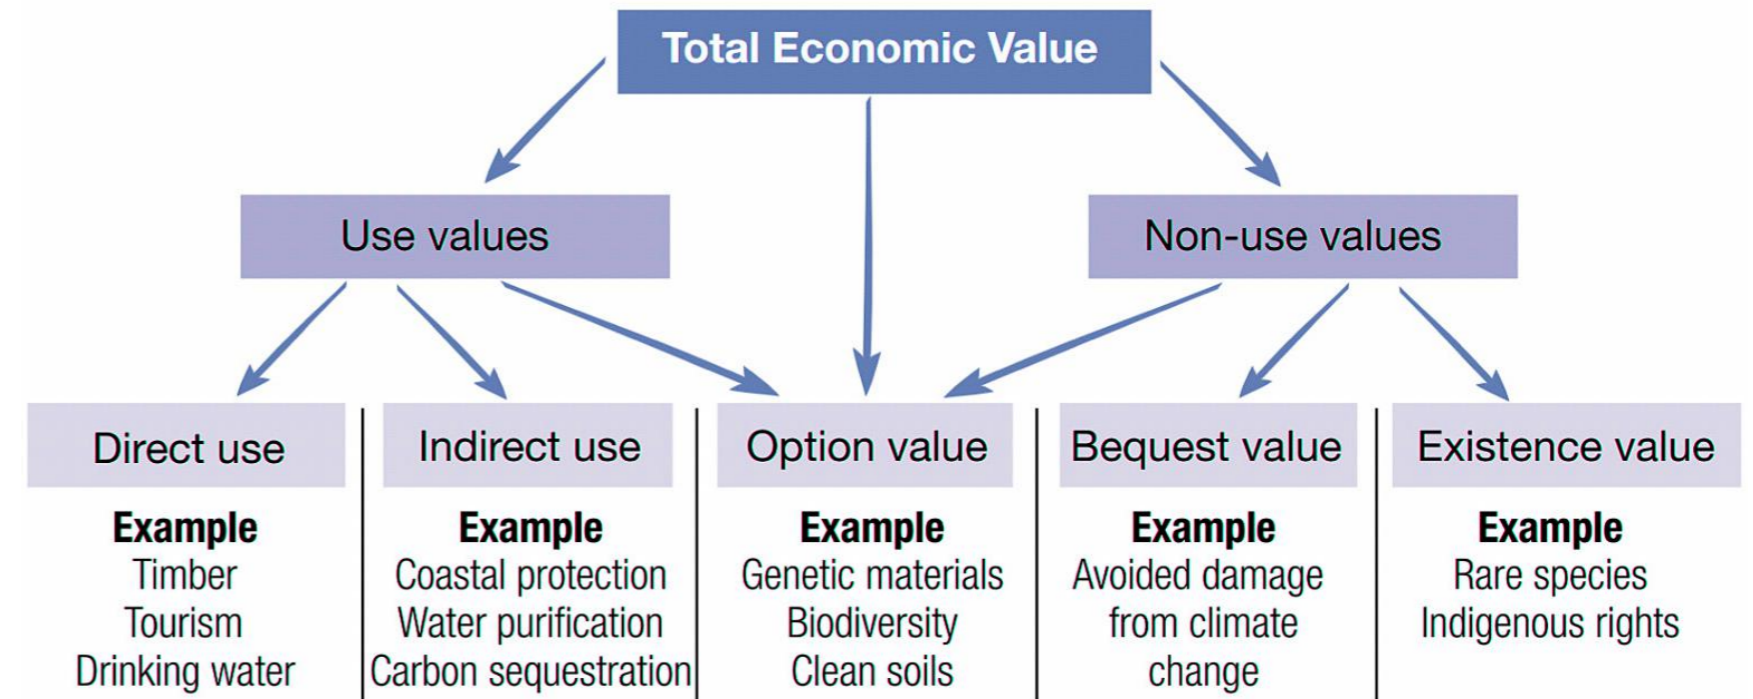 Total Economic Value
Use values
Non-use values
Direct use
Indirect use
Option value
Bequest value
Existence value
Example
Timber
Tourism
Drinking water
Example
Coastal protection
Water purification
Carbon sequestration
Example
Genetic materials
Biodiversity
Clean soils
Example
Avoided damage
from climate
change
Example
Rare species
Indigenous rights